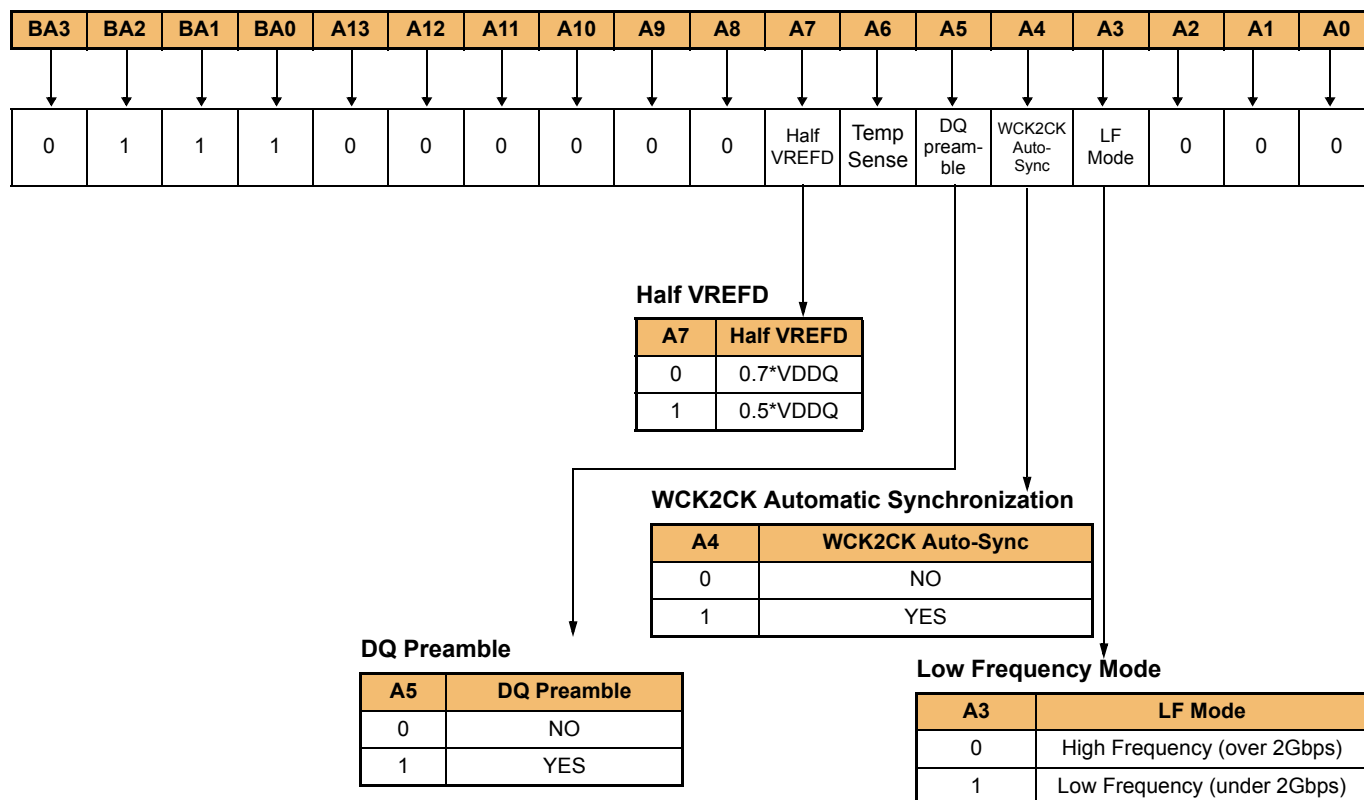 BA3 BA2 BA1 BA0 A13 A12 A11 A10 A9 A8 A7 A6 A5 A4 A3 A2 A1 A0
0 1 1 1 0 0 0 0 0 0 Half VREFD Temp Sense DQ pream-ble WCK2CK Auto-Sync LF Mode 0 0 0
Half VREFD
A7 Half VREFD
0 0.7*VDDQ
1 0.5*VDDQ
WCK2CK Automatic Synchronization
A4 WCK2CK Auto-Sync
0 NO
1 YES
DQ Preamble
A5 DQ Preamble
0 NO
1 YES
Low Frequency Mode
A3 LF Mode
0 High Frequency (over 2Gbps)
1 Low Frequency (under 2Gbps)